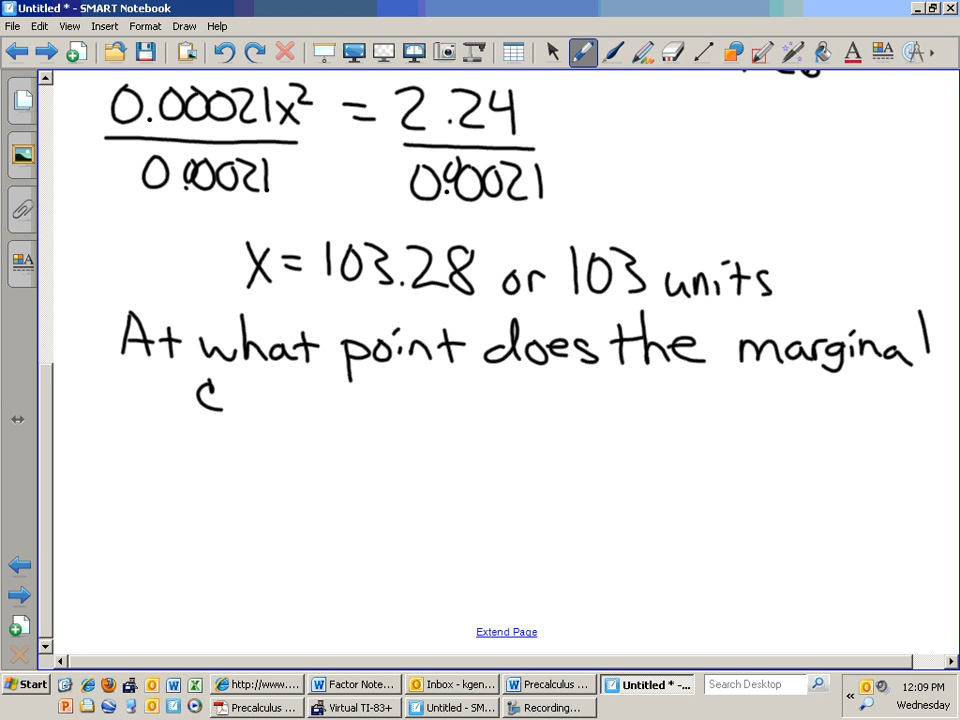 Untitled * - SMART Notebook
File Edit View Insert Format Draw Help
0.00021x² = 2.24
0.00021 0.00021
x = 103.28 or 103 units
At what point does the marginal
c
Extend Page
Start http://www.... Factor Note... Inbox - kgen... Precalculus ... Untitled * -... Search Desktop 12:09 PM
Precalculus ... Virtual TI-83+ Untitled - SM... Recording... Wednesday